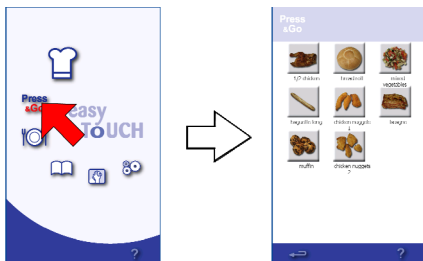 Press
&Go
easy
TOUCH
?
Press
&Go
1/2 chicken
bread roll
mixed
vegetables
baguette long
chicken nuggets
1
lasagne
muffin
chicken nuggets
2
?